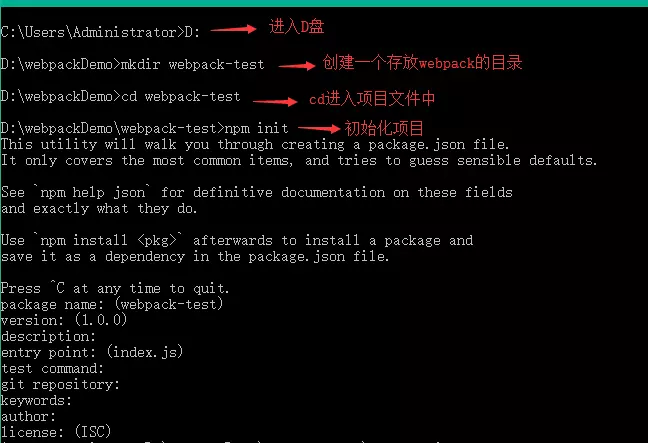 C:\Users\Administrator>D: 进入D盘
D:\webpackDemo>mkdir webpack-test 创建一个存放webpack的目录
D:\webpackDemo>cd webpack-test cd进入项目文件中
D:\webpackDemo\webpack-test>npm init 初始化项目
This utility will walk you through creating a package.json file.
It only covers the most common items, and tries to guess sensible defaults.
See `npm help json` for definitive documentation on these fields
and exactly what they do.
Use `npm install <pkg>` afterwards to install a package and
save it as a dependency in the package.json file.
Press ^C at any time to quit.
package name: (webpack-test)
version: (1.0.0)
description:
entry point: (index.js)
test command:
git repository:
keywords:
author:
license: (ISC)